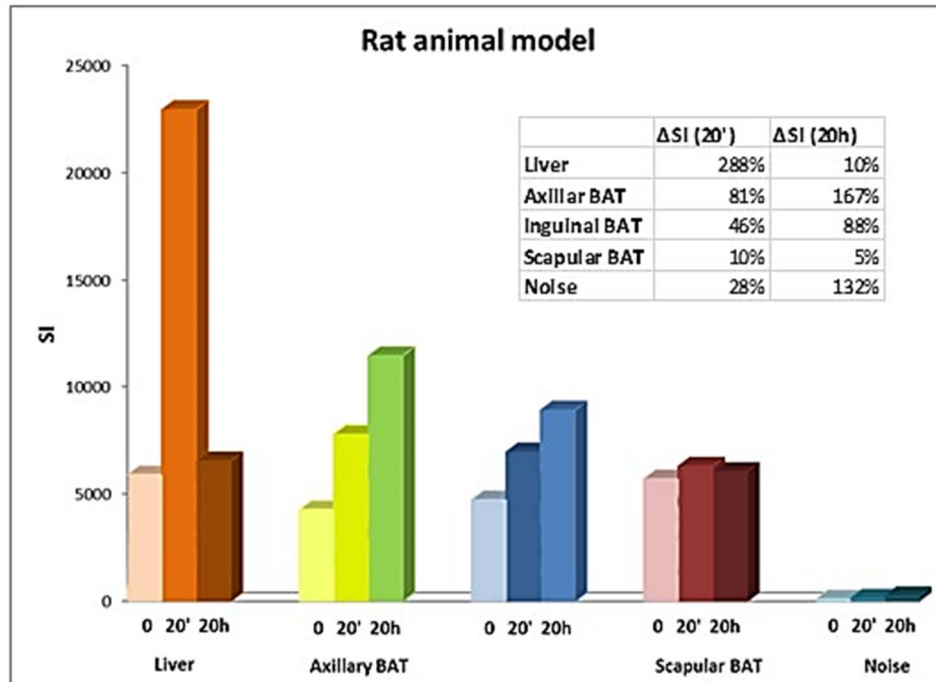 Rat animal model
25000
20000
15000
10000
5000
0
SI
ΔSI (20') ΔSI (20h)
Liver 288% 10%
Axillar BAT 81% 167%
Inguinal BAT 46% 88%
Scapular BAT 10% 5%
Noise 28% 132%
0 20' 20h 0 20' 20h 0 20' 20h 0 20' 20h 0 20' 20h
Liver Axillary BAT Scapular BAT Noise